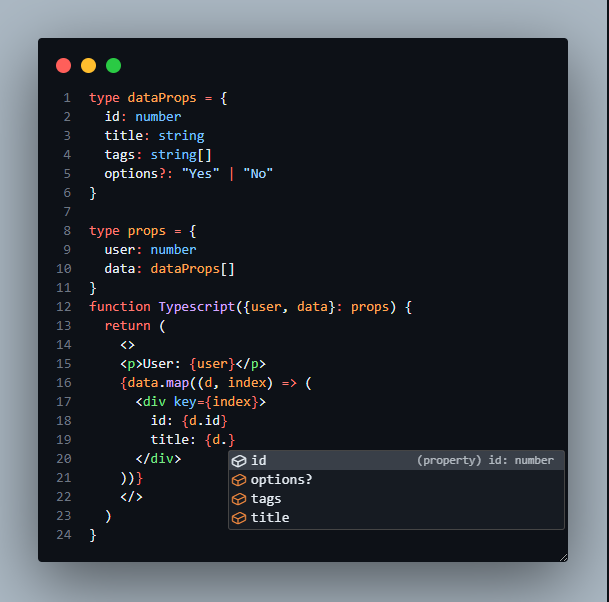 1 type dataProps = {
2 id: number
3 title: string
4 tags: string[]
5 options?: "Yes" | "No"
6 }
7
8 type props = {
9 user: number
10 data: dataProps[]
11 }
12 function Typescript({user, data}: props) {
13 return (
14 <>
15 <p>User: {user}</p>
16 {data.map((d, index) => (
17 <div key={index}>
18 id: {d.id}
19 title: {d.}
20 </div>
21 ))}
22 </>
23 )
24 }
id (property) id: number
options?
tags
title